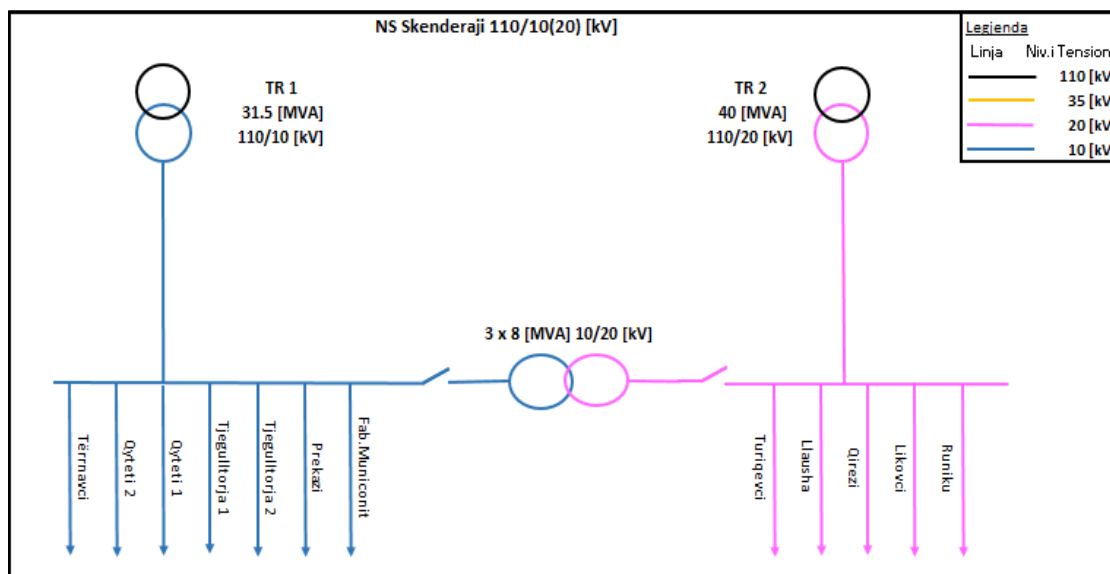 NS Skenderaji 110/10(20) [kV]
Legjenda
Linja Niv.i Tension
110 [kV
35 [kV
20 [kV
10 [kV
TR 1
31.5 [MVA]
110/10 [kV]
TR 2
40 [MVA]
110/20 [kV]
3 x 8 [MVA] 10/20 [kV]
Tërrnavci
Qyteti 2
Qyteti 1
Tjegulltorja 1
Tjegulltorja 2
Prekazi
Fab.Municonit
Turiqevci
Llausha
Qirezi
Likovci
Runiku